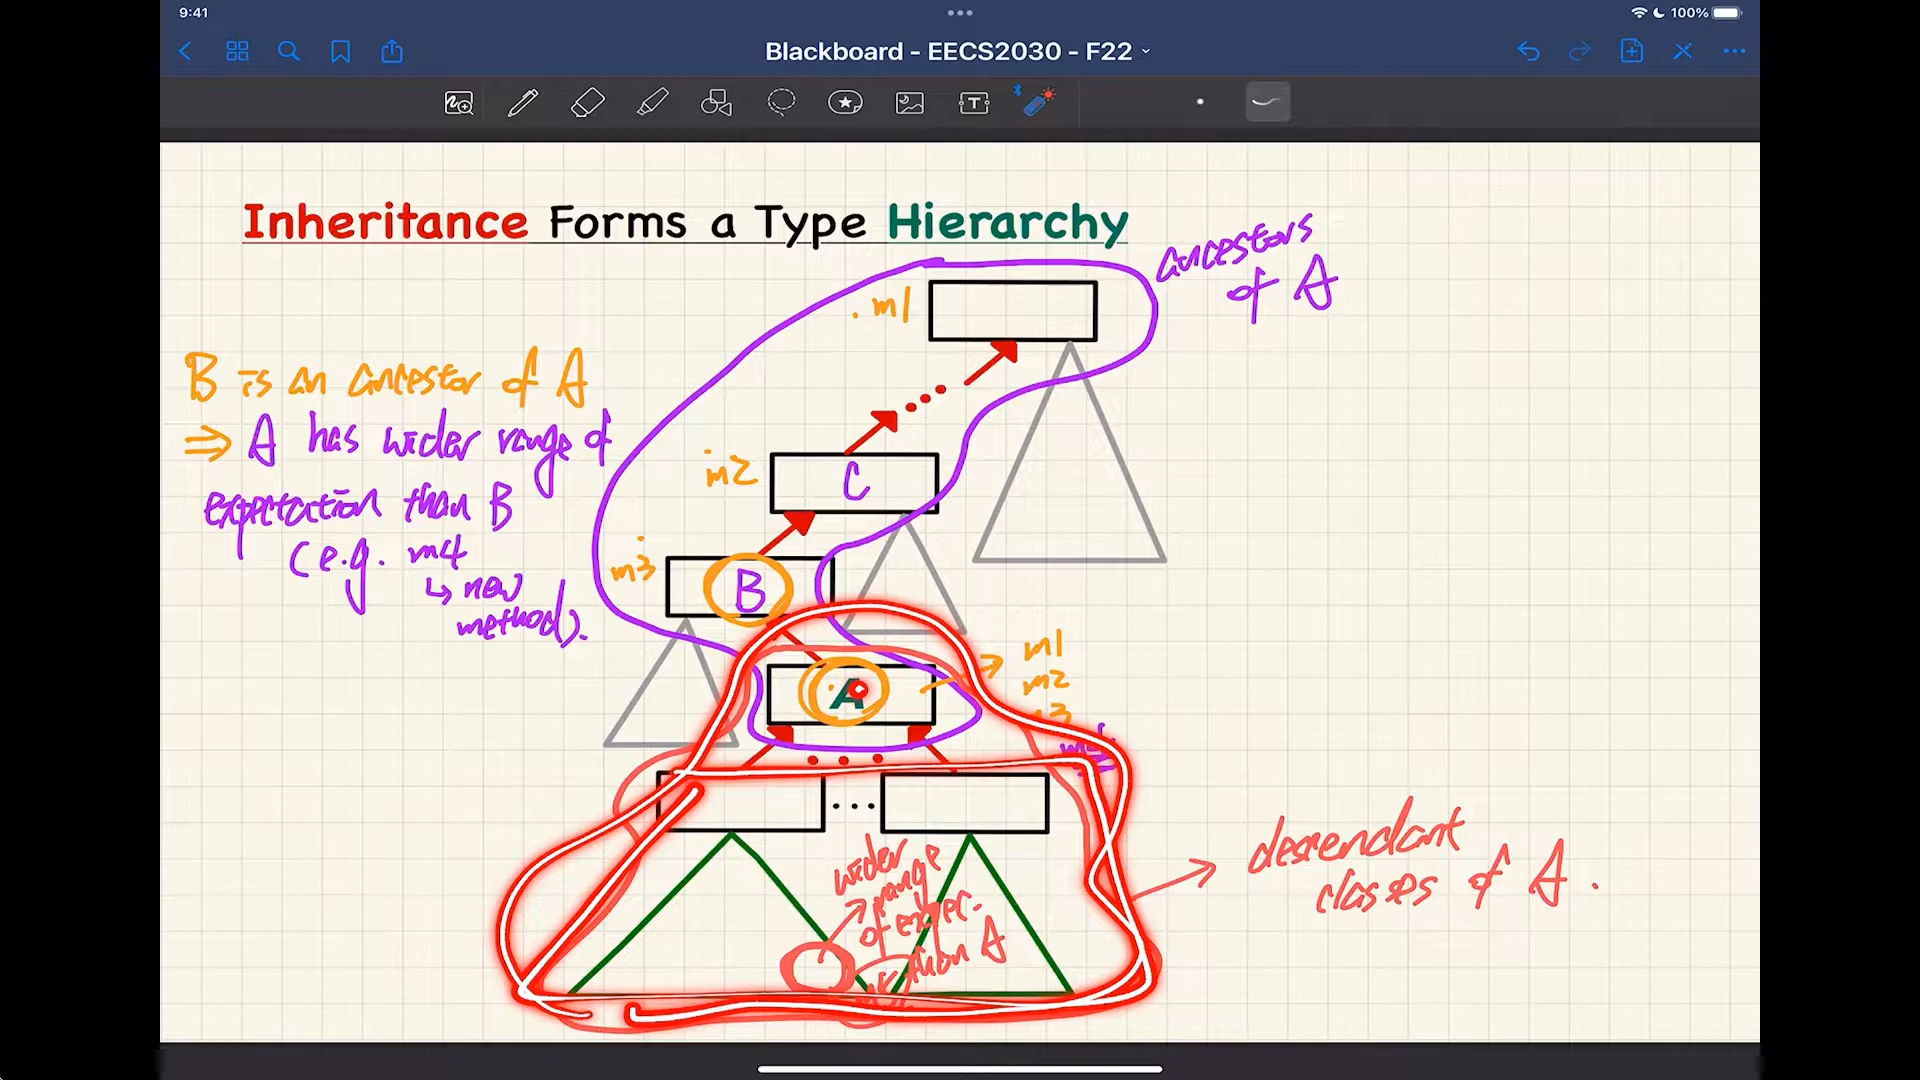 9:41
100%
Blackboard - EECS2030 - F22
T
Inheritance Forms a Type Hierarchy
ancestors
of A
. m1
B is an ancestor of A
⇒ A has wider range of
expectation than B
(e.g. m4
↳ new
method).
m2
C
m3
B
A
m1
m2
m4
...
wider
range
of expec-
than A
descendant
classes of A.